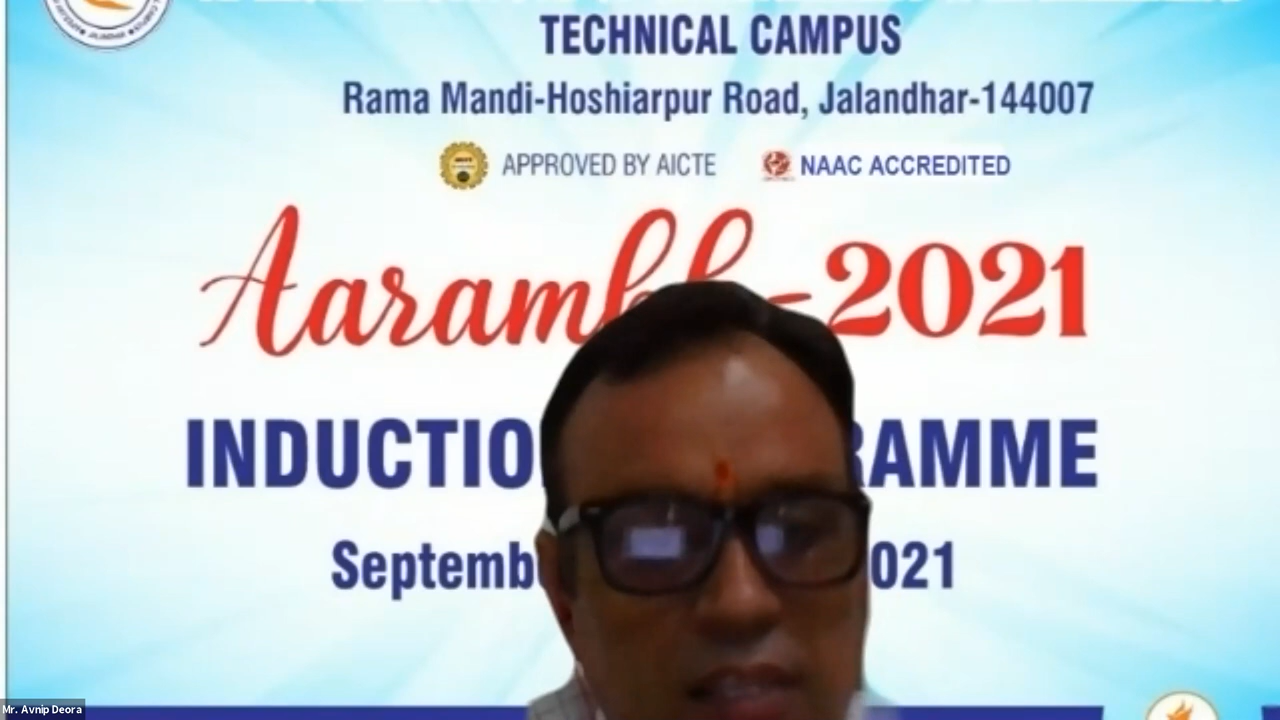 TECHNICAL CAMPUS
Rama Mandi-Hoshiarpur Road, Jalandhar-144007
APPROVED BY AICTE NAAC ACCREDITED
Aarambh-2021
INDUCTIO RAMME
Septemb 021
Mr. Avnip Deora